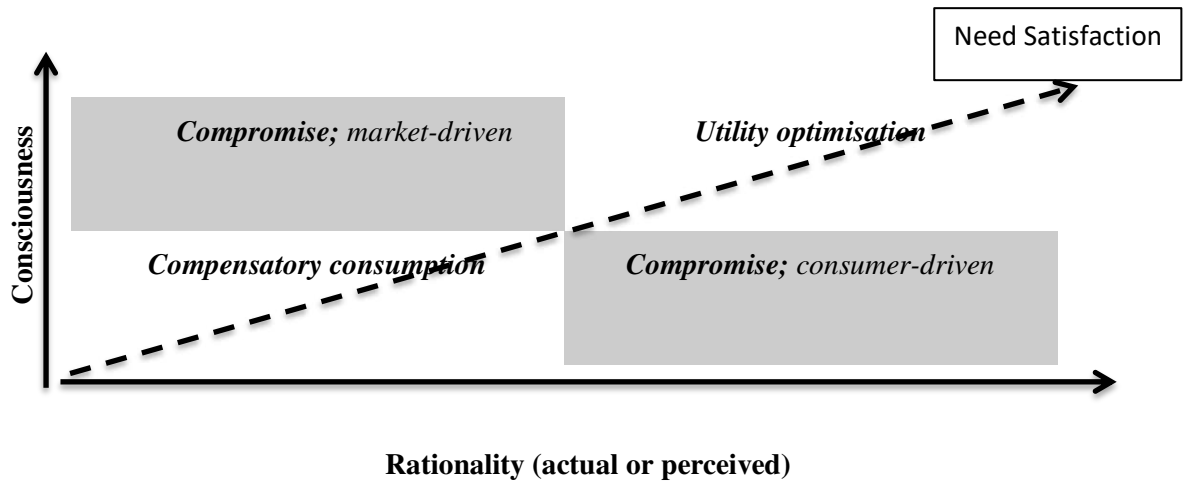 Need Satisfaction
Compromise; market-driven
Utility optimisation
Consciousness
Compensatory consumption
Compromise; consumer-driven
Rationality (actual or perceived)